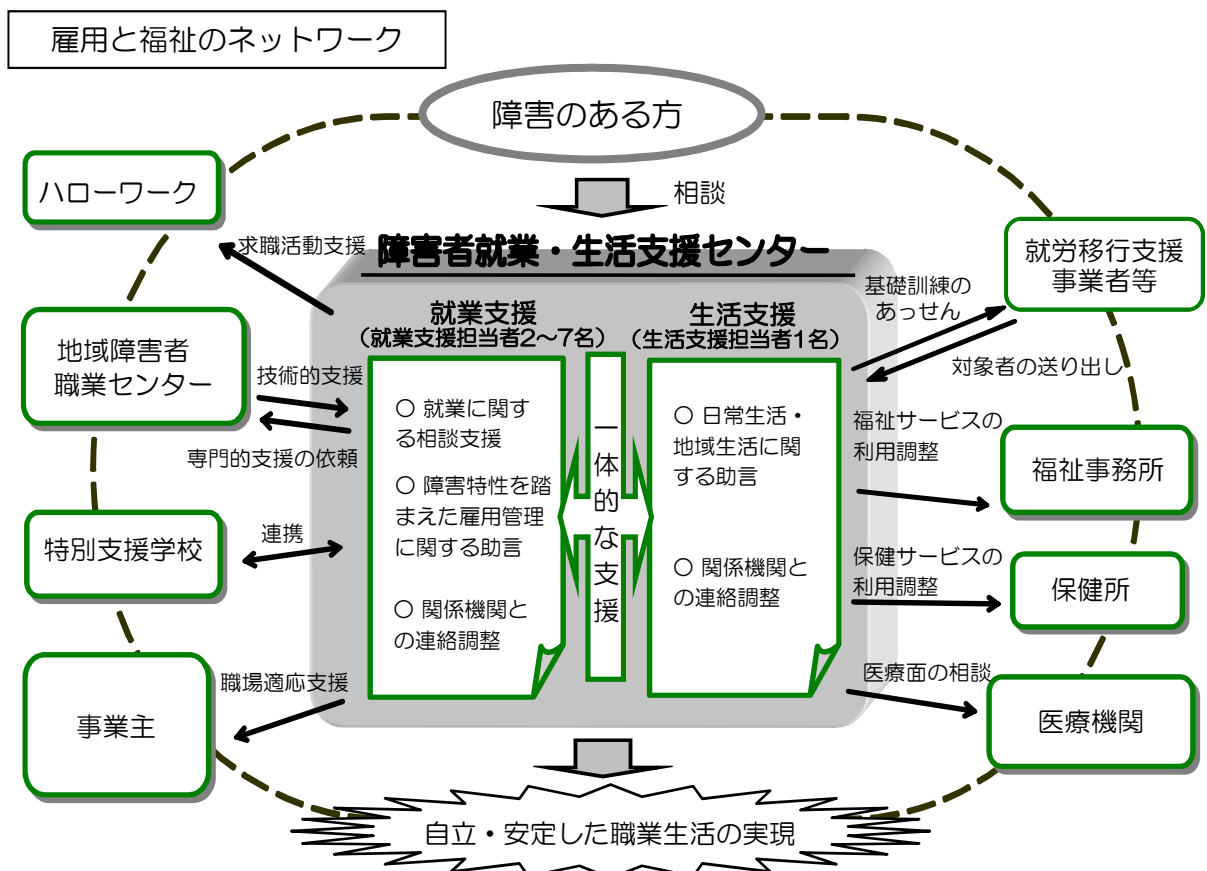 雇用と福祉のネットワーク
障害のある方
相談
ハローワーク
求職活動支援
障害者就業・生活支援センター
就労移行支援
事業者等
基礎訓練の
あっせん
対象者の送り出し
地域障害者
職業センター
技術的支援
専門的支援の依頼
就業支援
(就業支援担当者2~7名)
生活支援
(生活支援担当者1名)
〇 就業に関す
る相談支援
〇 障害特性を踏
まえた雇用管理
に関する助言
〇 関係機関と
の連絡調整
一体的な支援
〇 日常生活・
地域生活に関
する助言
〇 関係機関と
の連絡調整
福祉サービスの
利用調整
福祉事務所
特別支援学校
連携
保健サービスの
利用調整
保健所
事業主
職場適応支援
医療面の相談
医療機関
自立・安定した職業生活の実現